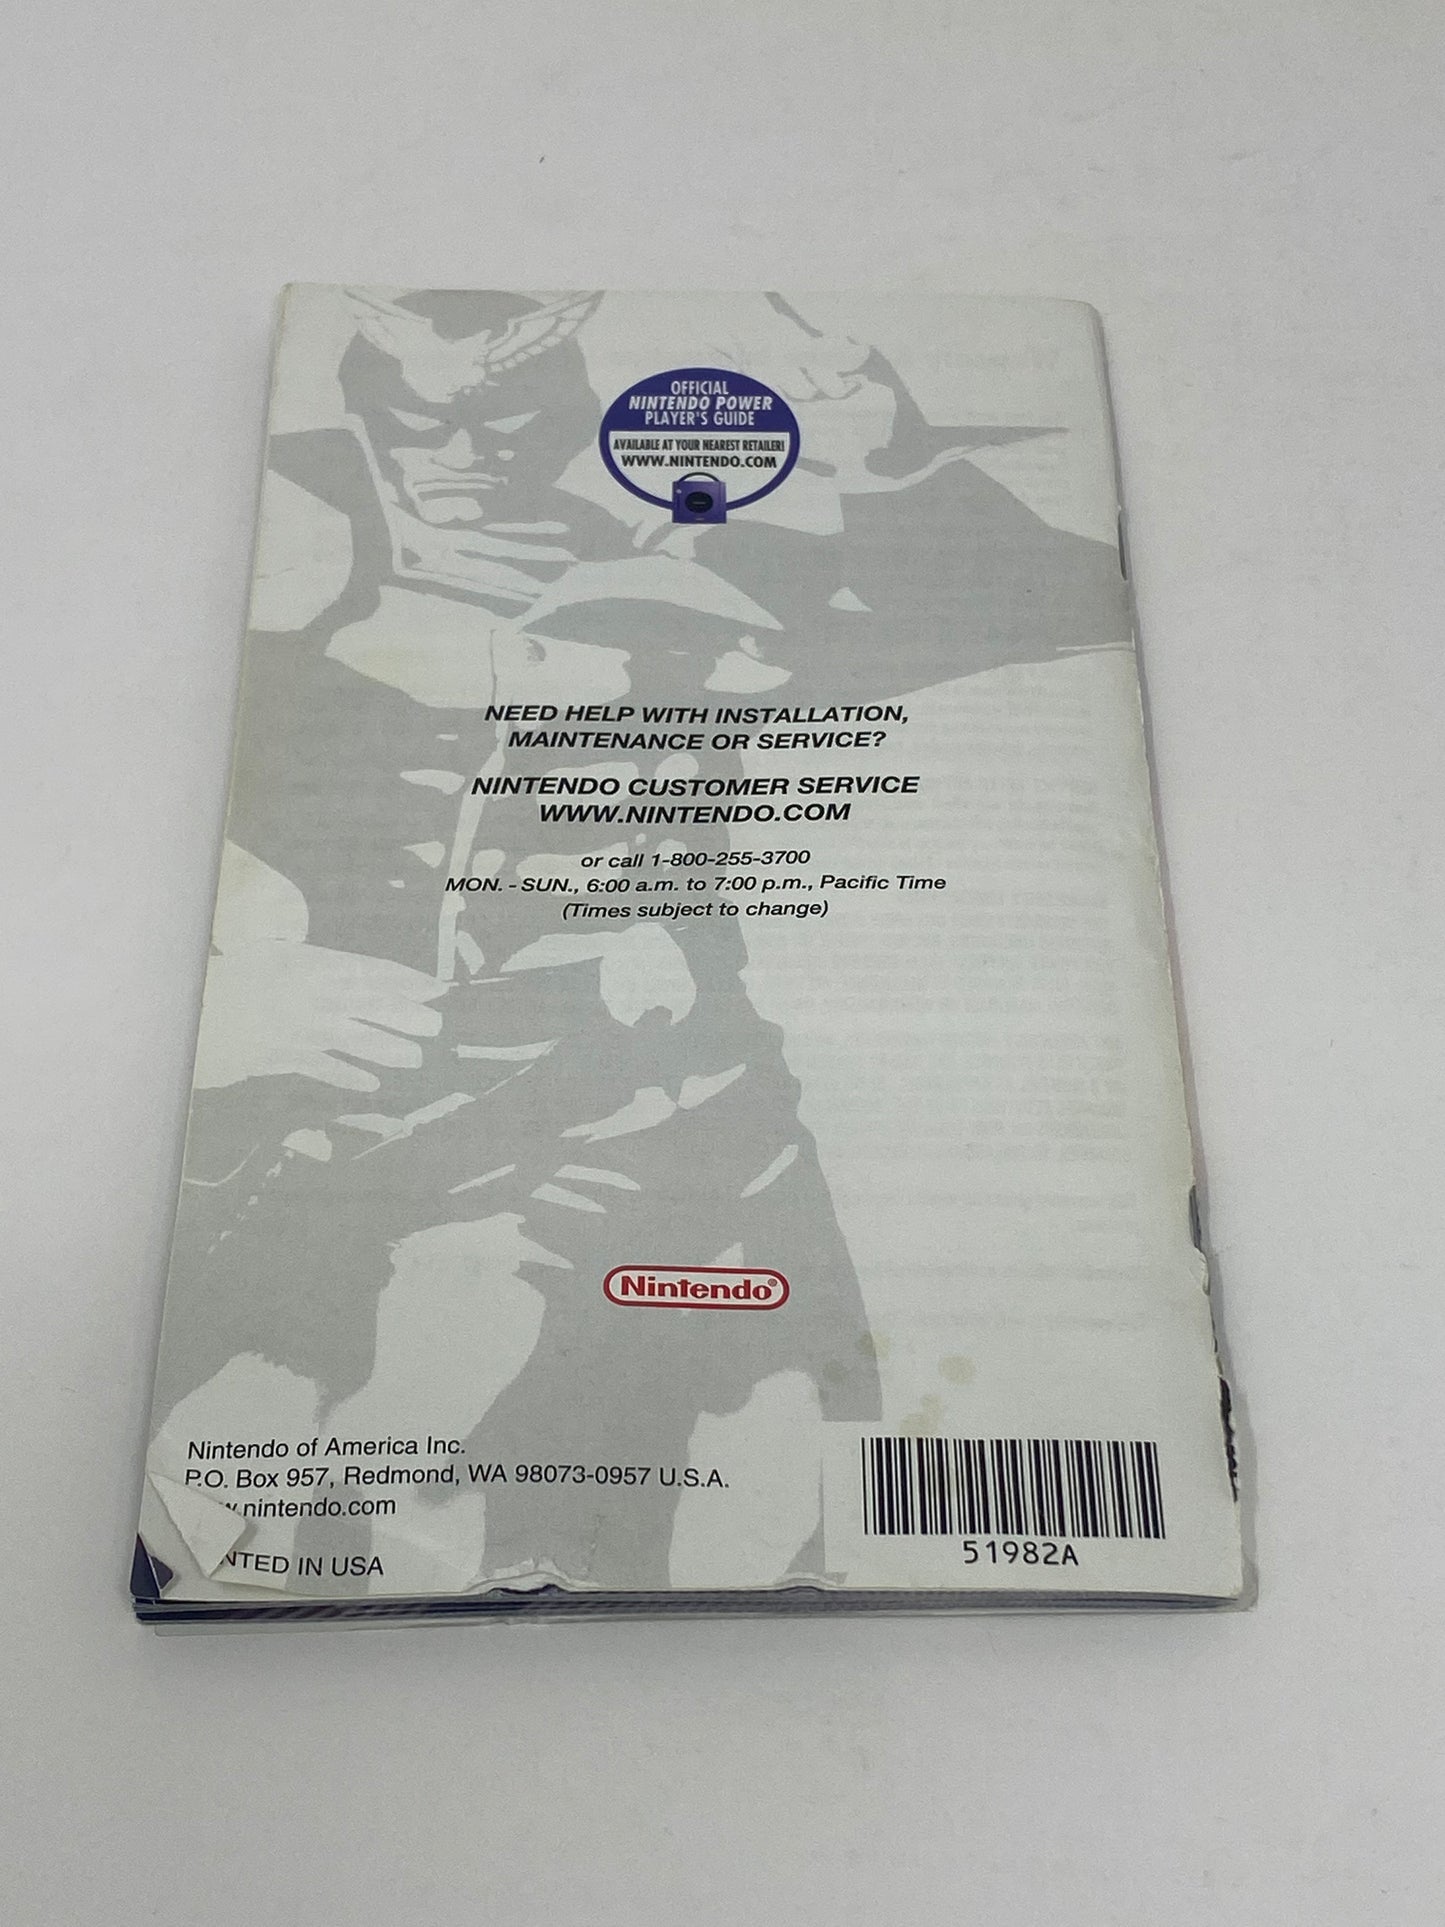 OFFICIAL
NINTENDO POWER
PLAYER'S GUIDE
AVAILABLE AT YOUR NEAREST RETAILER!
WWW.NINTENDO.COM
NEED HELP WITH INSTALLATION,
MAINTENANCE OR SERVICE?
NINTENDO CUSTOMER SERVICE
WWW.NINTENDO.COM
or call 1-800-255-3700
MON. - SUN., 6:00 a.m. to 7:00 p.m., Pacific Time
(Times subject to change)
Nintendo®
Nintendo of America Inc.
P.O. Box 957, Redmond, WA 98073-0957 U.S.A.
w.nintendo.com
NTED IN USA
51982A